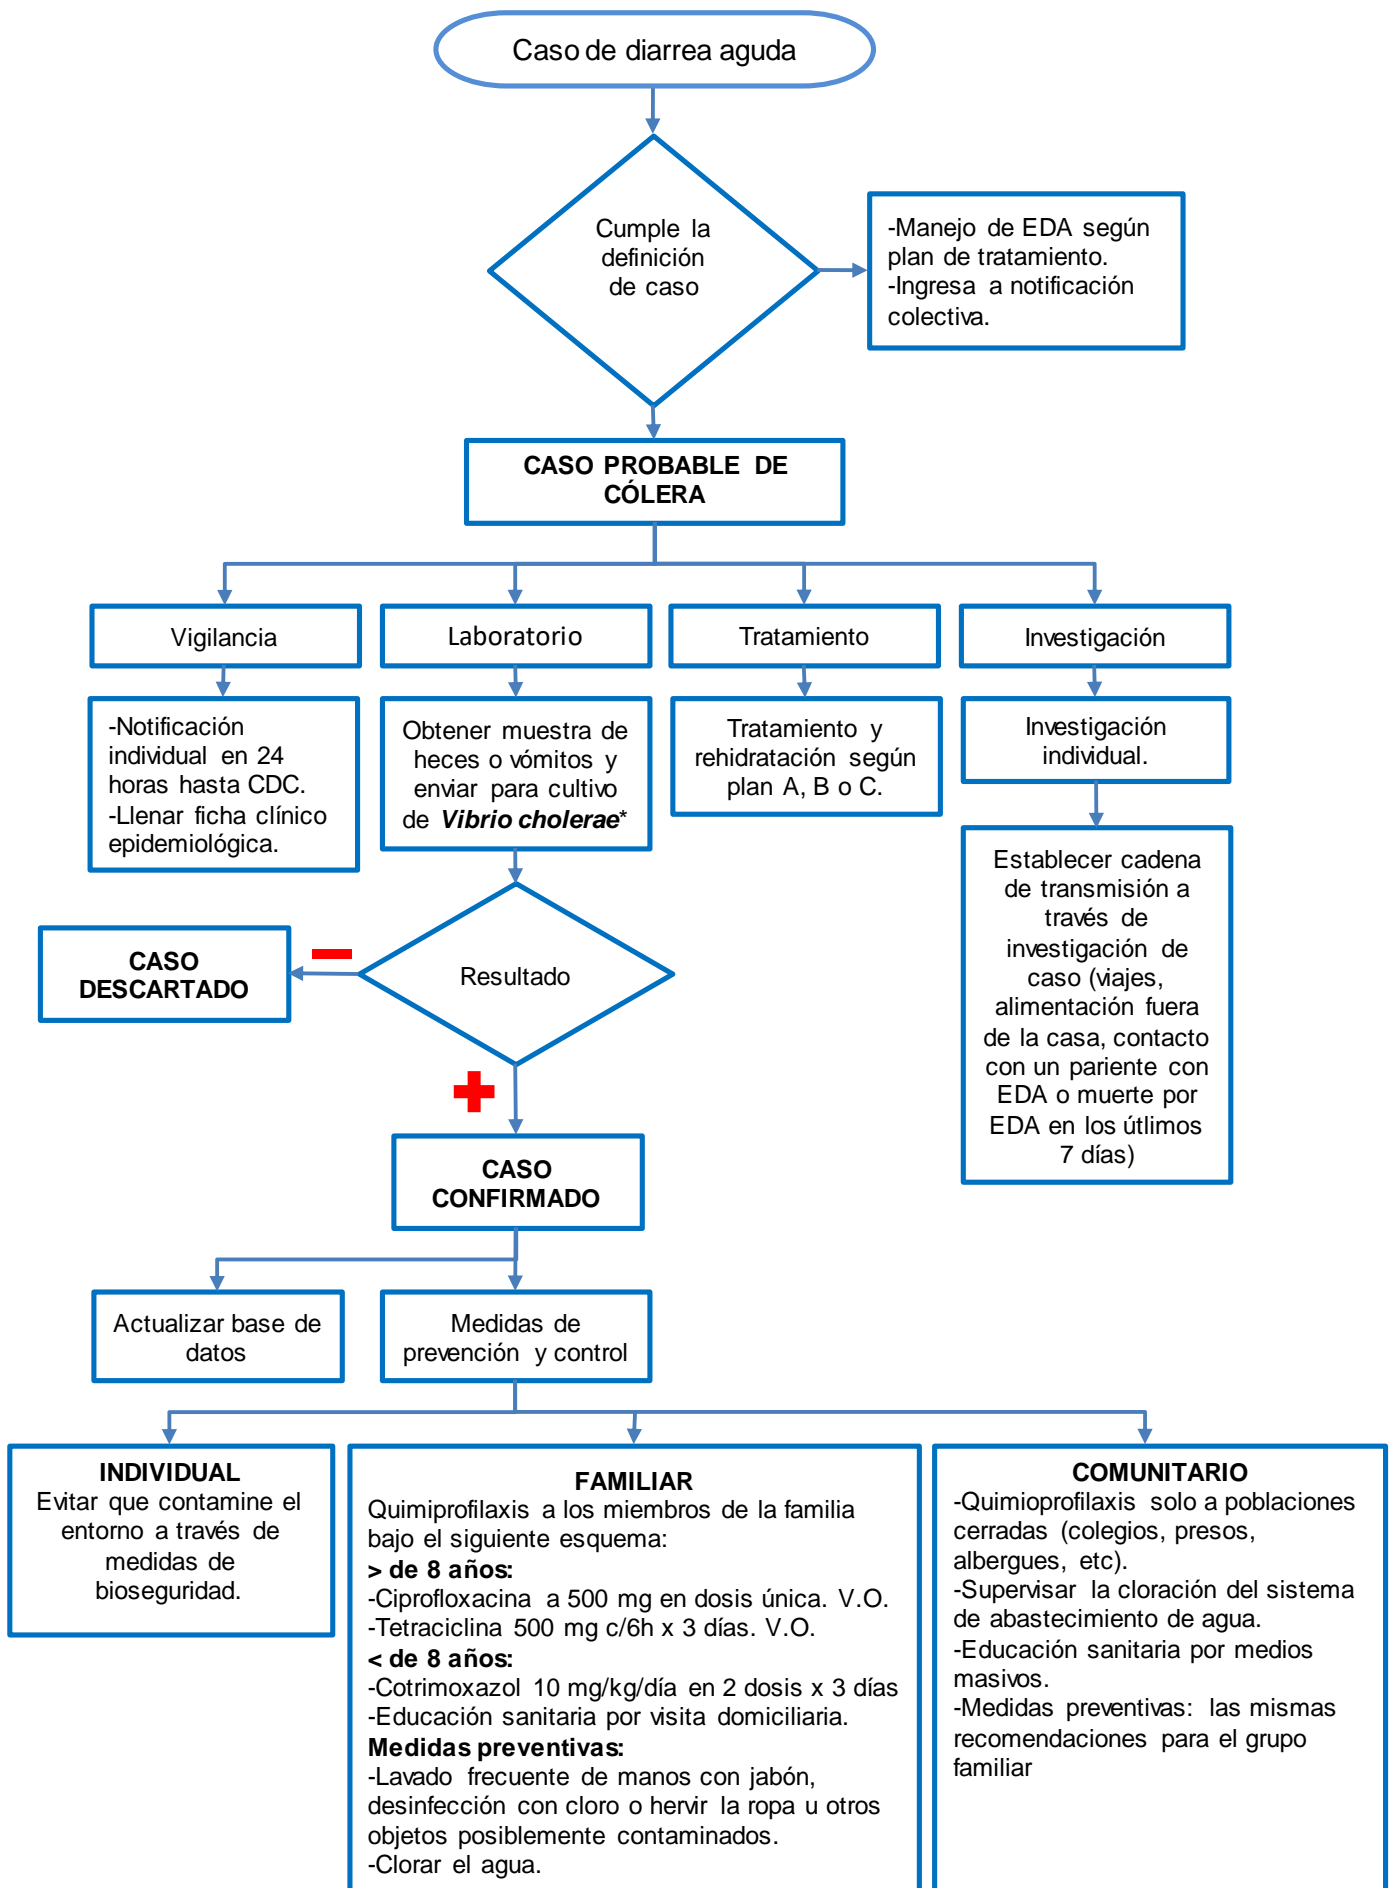 Caso de diarrea aguda
Cumple la
definición
de caso
-Manejo de EDA según
plan de tratamiento.
-Ingresa a notificación
colectiva.
CASO PROBABLE DE
CÓLERA
Vigilancia
Laboratorio
Tratamiento
Investigación
-Notificación
individual en 24
horas hasta CDC.
-Llenar ficha clínico
epidemiológica.
Obtener muestra de
heces o vómitos y
enviar para cultivo
de Vibrio cholerae*
Tratamiento y
rehidratación según
plan A, B o C.
Investigación
individual.
Establecer cadena
de transmisión a
través de
investigación de
caso (viajes,
alimentación fuera
de la casa, contacto
con un pariente con
EDA o muerte por
EDA en los útlimos
7 días)
CASO
DESCARTADO
Resultado
CASO
CONFIRMADO
Actualizar base de
datos
Medidas de
prevención y control
INDIVIDUAL
Evitar que contamine el
entorno a través de
medidas de
bioseguridad.
FAMILIAR
Quimiprofilaxis a los miembros de la familia
bajo el siguiente esquema:
> de 8 años:
-Ciprofloxacina a 500 mg en dosis única. V.O.
-Tetraciclina 500 mg c/6h x 3 días. V.O.
< de 8 años:
-Cotrimoxazol 10 mg/kg/día en 2 dosis x 3 días
-Educación sanitaria por visita domiciliaria.
Medidas preventivas:
-Lavado frecuente de manos con jabón,
desinfección con cloro o hervir la ropa u otros
objetos posiblemente contaminados.
-Clorar el agua.
COMUNITARIO
-Quimioprofilaxis solo a poblaciones
cerradas (colegios, presos,
albergues, etc).
-Supervisar la cloración del sistema
de abastecimiento de agua.
-Educación sanitaria por medios
masivos.
-Medidas preventivas: las mismas
recomendaciones para el grupo
familiar